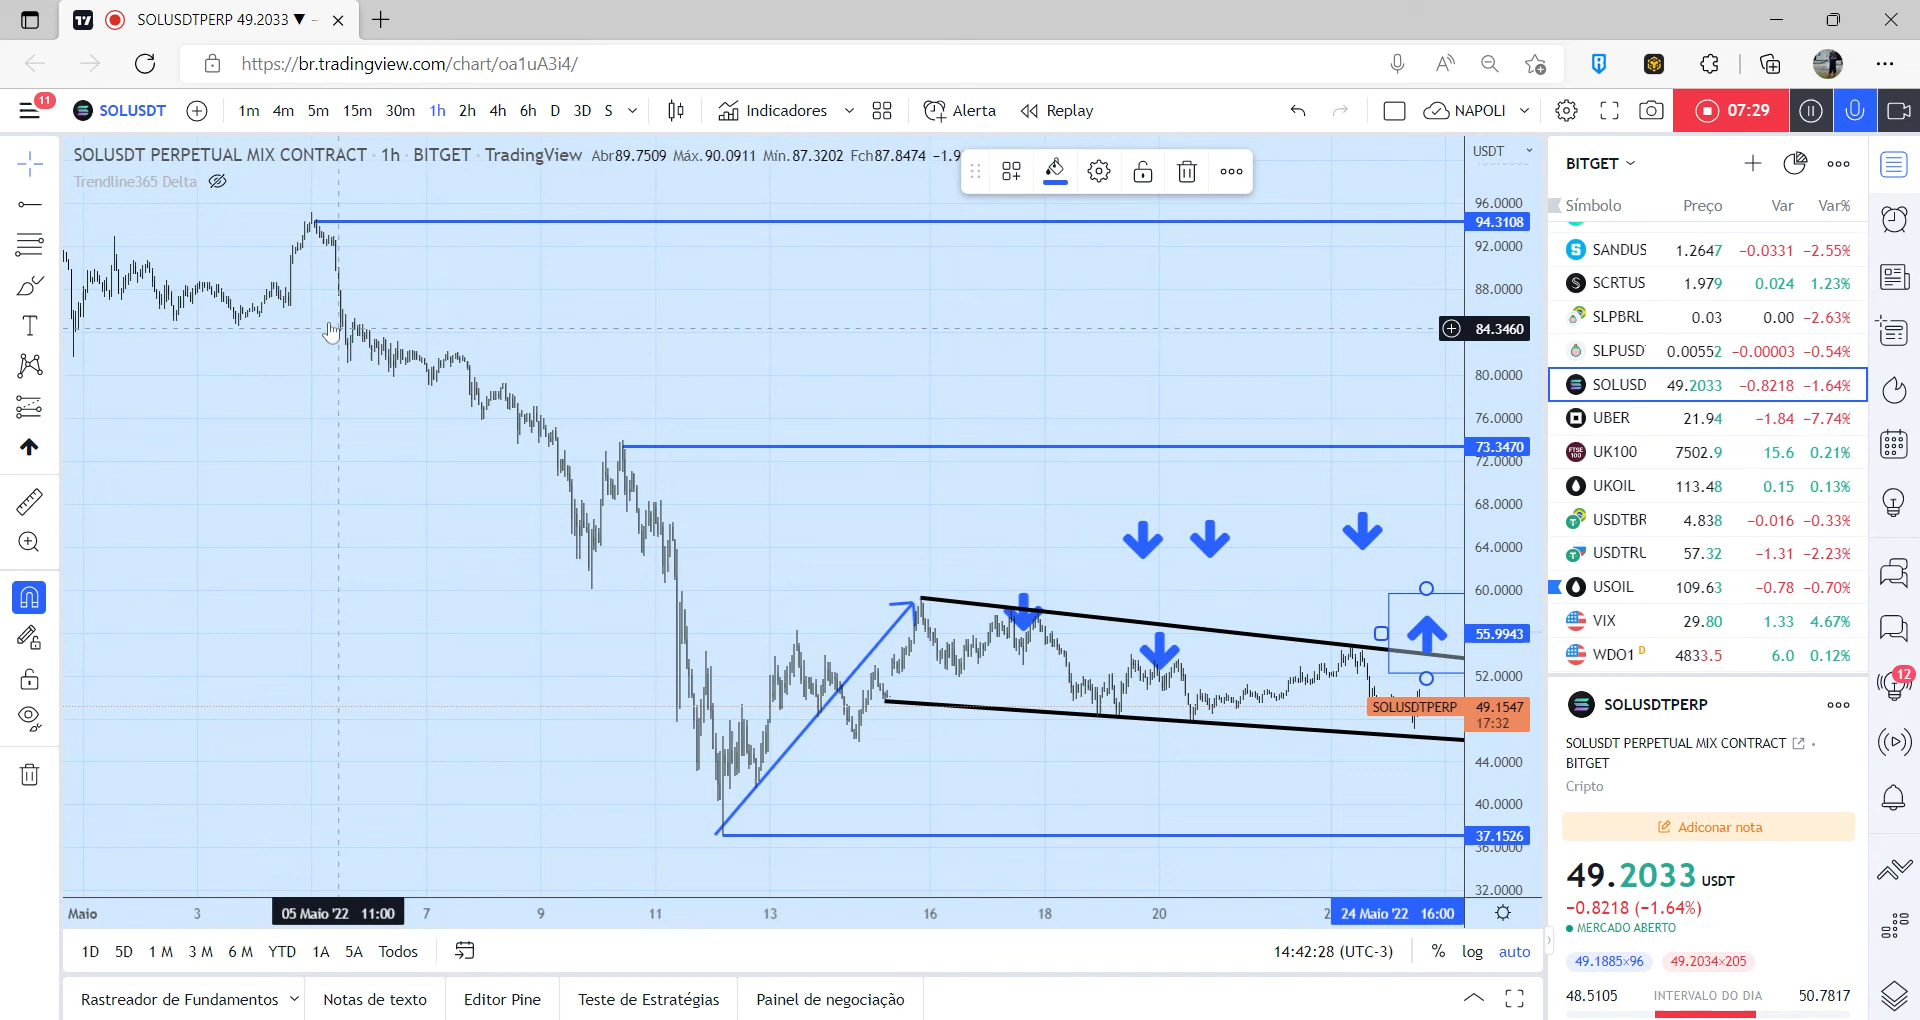 SOLUSDTPERP 49.2033 ▼ −
https://br.tradingview.com/chart/oa1uA3i4/
11
SOLUSDT 1m 4m 5m 15m 30m 1h 2h 4h 6h D 3D S Indicadores Alerta Replay NAPOLI 07:29
SOLUSDT PERPETUAL MIX CONTRACT · 1h · BITGET · TradingView Abr89.7509 Máx.90.0911 Mín.87.3202 Fch87.8474
Trendline365 Delta
USDT
96.0000
94.3108
92.0000
88.0000
84.3460
80.0000
76.0000
73.3470
72.0000
68.0000
64.0000
60.0000
55.9943
52.0000
SOLUSDTPERP 49.1547
17:32
44.0000
40.0000
37.1526
36.0000
32.0000
Maio 3 05 Maio '22 11:00 7 9 11 13 16 18 20 24 Maio '22 16:00
1D 5D 1M 3M 6M YTD 1A 5A Todos 14:42:28 (UTC-3) % log auto
Rastreador de Fundamentos Notas de texto Editor Pine Teste de Estratégias Painel de negociação
BITGET
Símbolo Preço Var Var%
SANDUS 1.2647 −0.0331 −2.55%
SCRTUS 1.979 0.024 1.23%
SLPBRL 0.03 0.00 −2.63%
SLPUSD 0.00552 −0.00003 −0.54%
SOLUSD 49.2033 −0.8218 −1.64%
UBER 21.94 −1.84 −7.74%
UK100 7502.9 15.6 0.21%
UKOIL 113.48 0.15 0.13%
USDTBR 4.838 −0.016 −0.33%
USDTRU 57.32 −1.31 −2.23%
USOIL 109.63 −0.78 −0.70%
VIX 29.80 1.33 4.67%
WDO1 D 4833.5 6.0 0.12%
12
SOLUSDTPERP
SOLUSDT PERPETUAL MIX CONTRACT ·
BITGET
Cripto
Adicionar nota
49.2033 USDT
−0.8218 (−1.64%)
MERCADO ABERTO
49.1885×96 49.2034×205
48.5105 INTERVALO DO DIA 50.7817